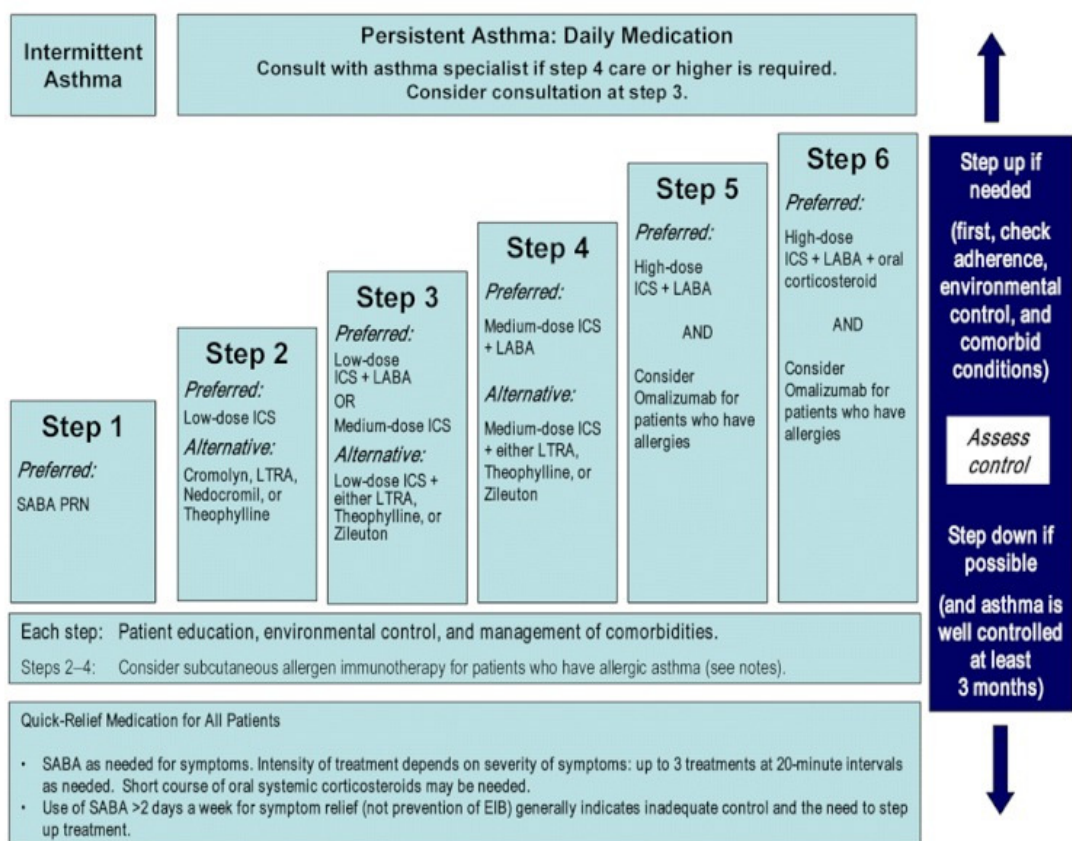 Intermittent
Asthma
Persistent Asthma: Daily Medication
Consult with asthma specialist if step 4 care or higher is required.
Consider consultation at step 3.
Step 1
Preferred:
SABA PRN
Step 2
Preferred:
Low-dose ICS
Alternative:
Cromolyn, LTRA,
Nedocromil, or
Theophylline
Step 3
Preferred:
Low-dose
ICS + LABA
OR
Medium-dose ICS
Alternative:
Low-dose ICS +
either LTRA,
Theophylline, or
Zileuton
Step 4
Preferred:
Medium-dose ICS
+ LABA
Alternative:
Medium-dose ICS
+ either LTRA,
Theophylline, or
Zileuton
Step 5
Preferred:
High-dose
ICS + LABA
AND
Consider
Omalizumab for
patients who have
allergies
Step 6
Preferred:
High-dose
ICS + LABA + oral
corticosteroid
AND
Consider
Omalizumab for
patients who have
allergies
Step up if
needed
(first, check
adherence,
environmental
control, and
comorbid
conditions)
Assess
control
Step down if
possible
(and asthma is
well controlled
at least
3 months)
Each step: Patient education, environmental control, and management of comorbidities.
Steps 2–4: Consider subcutaneous allergen immunotherapy for patients who have allergic asthma (see notes).
Quick-Relief Medication for All Patients
• SABA as needed for symptoms. Intensity of treatment depends on severity of symptoms: up to 3 treatments at 20-minute intervals
as needed. Short course of oral systemic corticosteroids may be needed.
• Use of SABA >2 days a week for symptom relief (not prevention of EIB) generally indicates inadequate control and the need to step
up treatment.